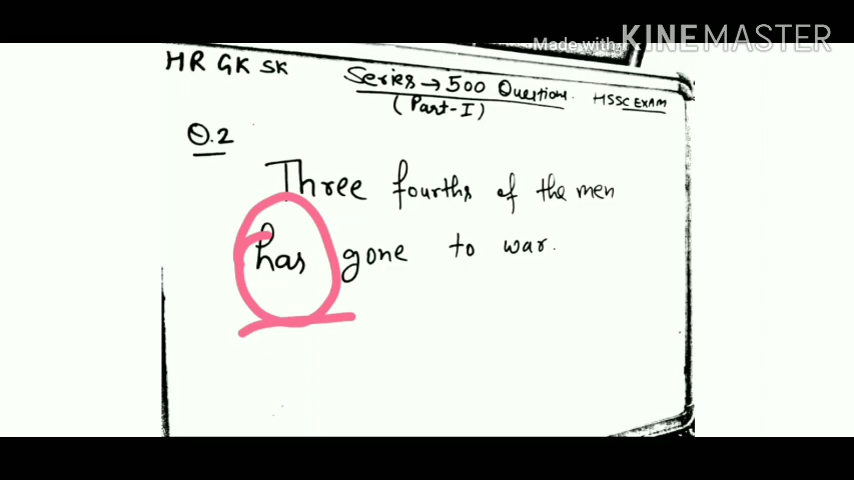 Made with KINEMASTER
HR GK SK
Series → 500 Questions.
HSSC EXAM
(Part-I)
Q.2
Three fourths of the men
has gone to war.